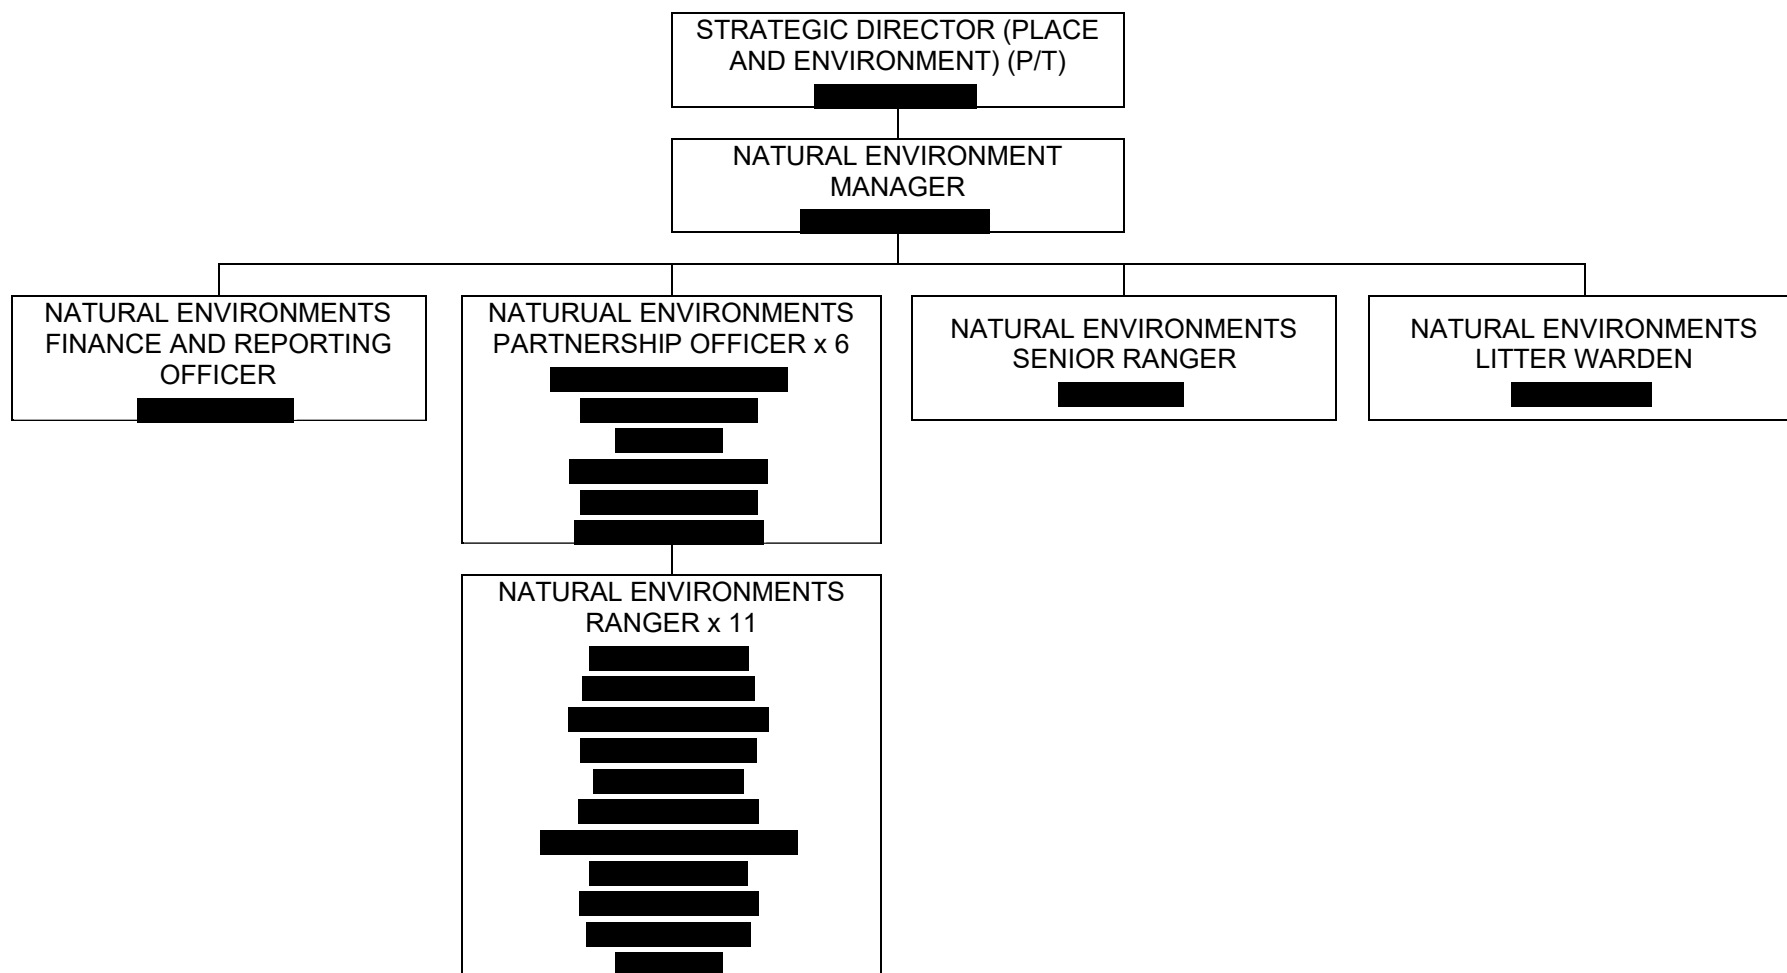 STRATEGIC DIRECTOR (PLACE
AND ENVIRONMENT) (P/T)
NATURAL ENVIRONMENT
MANAGER
NATURAL ENVIRONMENTS
FINANCE AND REPORTING
OFFICER
NATURUAL ENVIRONMENTS
PARTNERSHIP OFFICER x 6
NATURAL ENVIRONMENTS
SENIOR RANGER
NATURAL ENVIRONMENTS
LITTER WARDEN
NATURAL ENVIRONMENTS
RANGER x 11